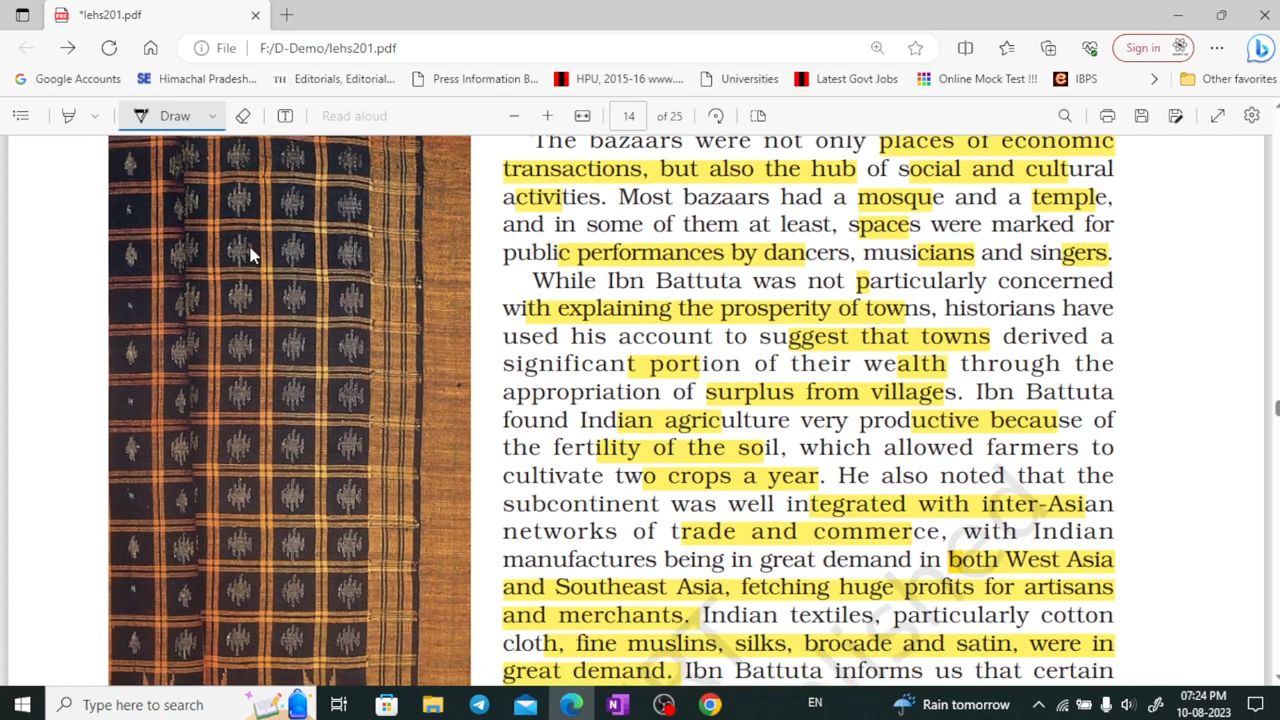 *lehs201.pdf
File F:/D-Demo/lehs201.pdf Sign in
Google Accounts SE Himachal Pradesh... TH Editorials, Editorial... Press Information B... HPU, 2015-16 www.... Universities Latest Govt Jobs Online Mock Test !!! IBPS Other favorites
Draw Read aloud 14 of 25
The bazaars were not only places of economic
transactions, but also the hub of social and cultural
activities. Most bazaars had a mosque and a temple,
and in some of them at least, spaces were marked for
public performances by dancers, musicians and singers.
While Ibn Battuta was not particularly concerned
with explaining the prosperity of towns, historians have
used his account to suggest that towns derived a
significant portion of their wealth through the
appropriation of surplus from villages. Ibn Battuta
found Indian agriculture very productive because of
the fertility of the soil, which allowed farmers to
cultivate two crops a year. He also noted that the
subcontinent was well integrated with inter-Asian
networks of trade and commerce, with Indian
manufactures being in great demand in both West Asia
and Southeast Asia, fetching huge profits for artisans
and merchants. Indian textiles, particularly cotton
cloth, fine muslins, silks, brocade and satin, were in
great demand. Ibn Battuta informs us that certain
Type here to search EN Rain tomorrow 07:24 PM
10-08-2023